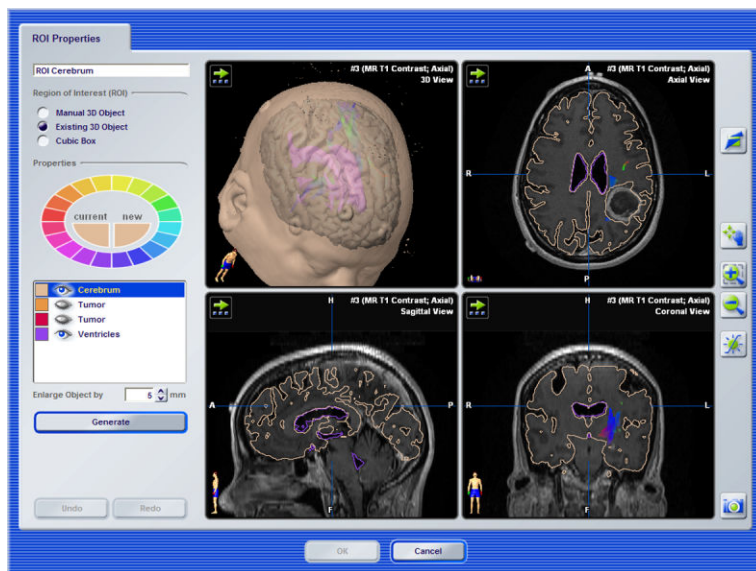 ROI Properties
ROI Cerebrum
Region of Interest (ROI)
Manual 3D Object
Existing 3D Object
Cubic Box
Properties
current new
Cerebrum
Tumor
Tumor
Ventricles
Enlarge Object by 5 mm
Generate
Undo Redo
#3 (MR T1 Contrast; Axial)
3D View
#3 (MR T1 Contrast; Axial)
Axial View
A
R
L
P
#3 (MR T1 Contrast; Axial)
Sagittal View
H
A
P
F
#3 (MR T1 Contrast; Axial)
Coronal View
H
R
L
F
OK Cancel